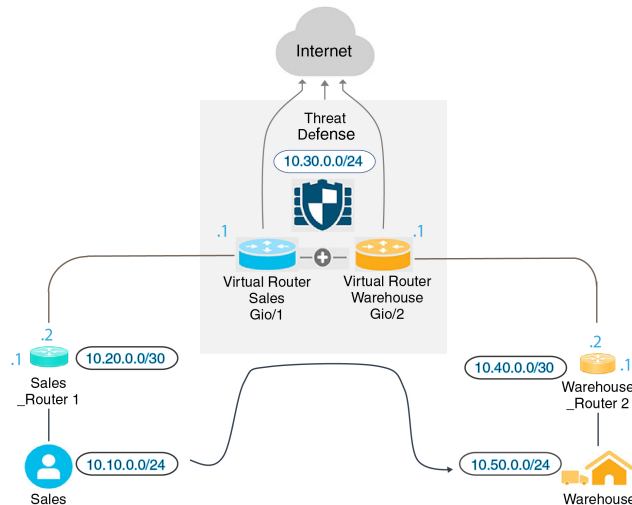 Internet
Threat
Defense
10.30.0.0/24
.1
.1
Virtual Router
Sales
Gio/1
Virtual Router
Warehouse
Gio/2
.2
.1
10.20.0.0/30
Sales
_Router 1
.2
10.40.0.0/30
.1
Warehouse
_Router 2
10.10.0.0/24
Sales
10.50.0.0/24
Warehouse